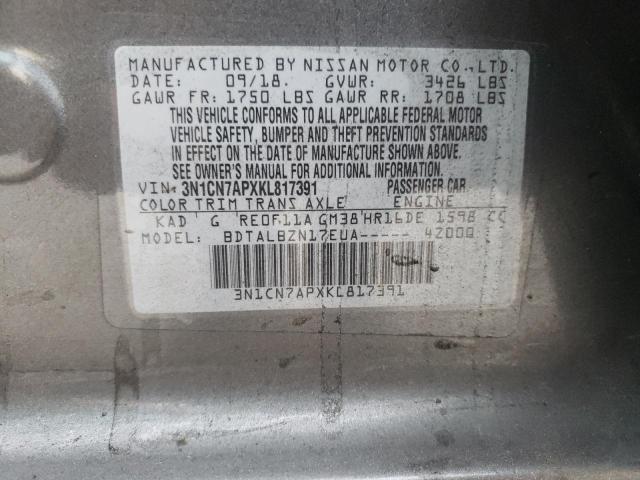 MANUFACTURED BY NISSAN MOTOR CO.,LTD.
DATE: 09/18. GVWR: 3426 LBS
GAWR FR: 1750 LBS GAWR RR: 1708 LBS
THIS VEHICLE CONFORMS TO ALL APPLICABLE FEDERAL MOTOR
VEHICLE SAFETY, BUMPER AND THEFT PREVENTION STANDARDS
IN EFFECT ON THE DATE OF MANUFACTURE SHOWN ABOVE.
SEE OWNER'S MANUAL FOR ADDITIONAL INFORMATION.
VIN: 3N1CN7APXKL817391 PASSENGER CAR
COLOR TRIM TRANS AXLE ENGINE
KAD G RE0F11A GM38 HR16DE 1598 CC
MODEL: BDTALBZN17EUA----- 4200Q
3N1CN7APXKL817391